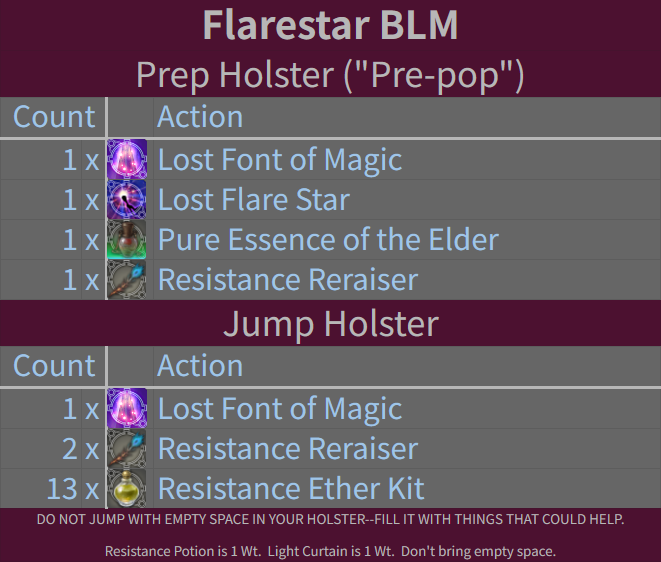 Flarestar BLM
Prep Holster ("Pre-pop")
Count Action
1 x Lost Font of Magic
1 x Lost Flare Star
1 x Pure Essence of the Elder
1 x Resistance Reraiser
Jump Holster
Count Action
1 x Lost Font of Magic
2 x Resistance Reraiser
13 x Resistance Ether Kit
DO NOT JUMP WITH EMPTY SPACE IN YOUR HOLSTER--FILL IT WITH THINGS THAT COULD HELP.
Resistance Potion is 1 Wt. Light Curtain is 1 Wt. Don't bring empty space.